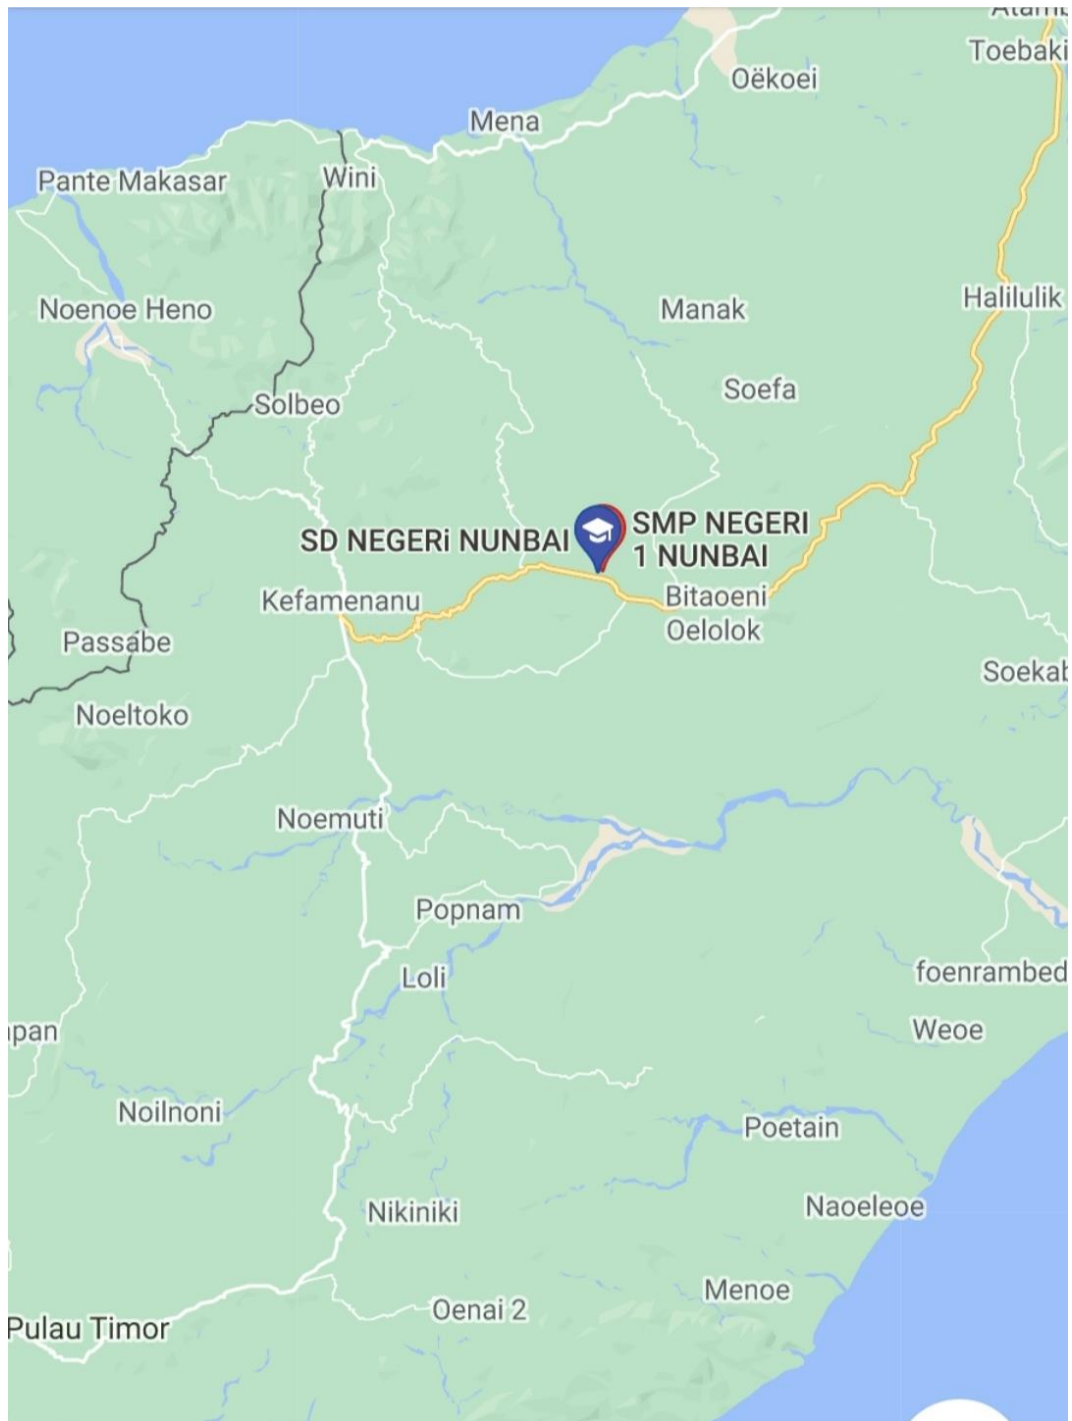 Toebaki
Oëkoei
Mena
Pante Makasar
Wini
Halilulik
Noenoe Heno
Manak
Soefa
Solbeo
SMP NEGERI
1 NUNBAI
SD NEGERi NUNBAI
Kefamenanu
Bitaoeni
Oelolok
Passabe
Soekab
Noeltoko
Noemuti
Popnam
Loli
foenrambed
Weoe
apan
Noilnoni
Poetain
Nikiniki
Naoeleoe
Menoe
Oenai 2
Pulau Timor